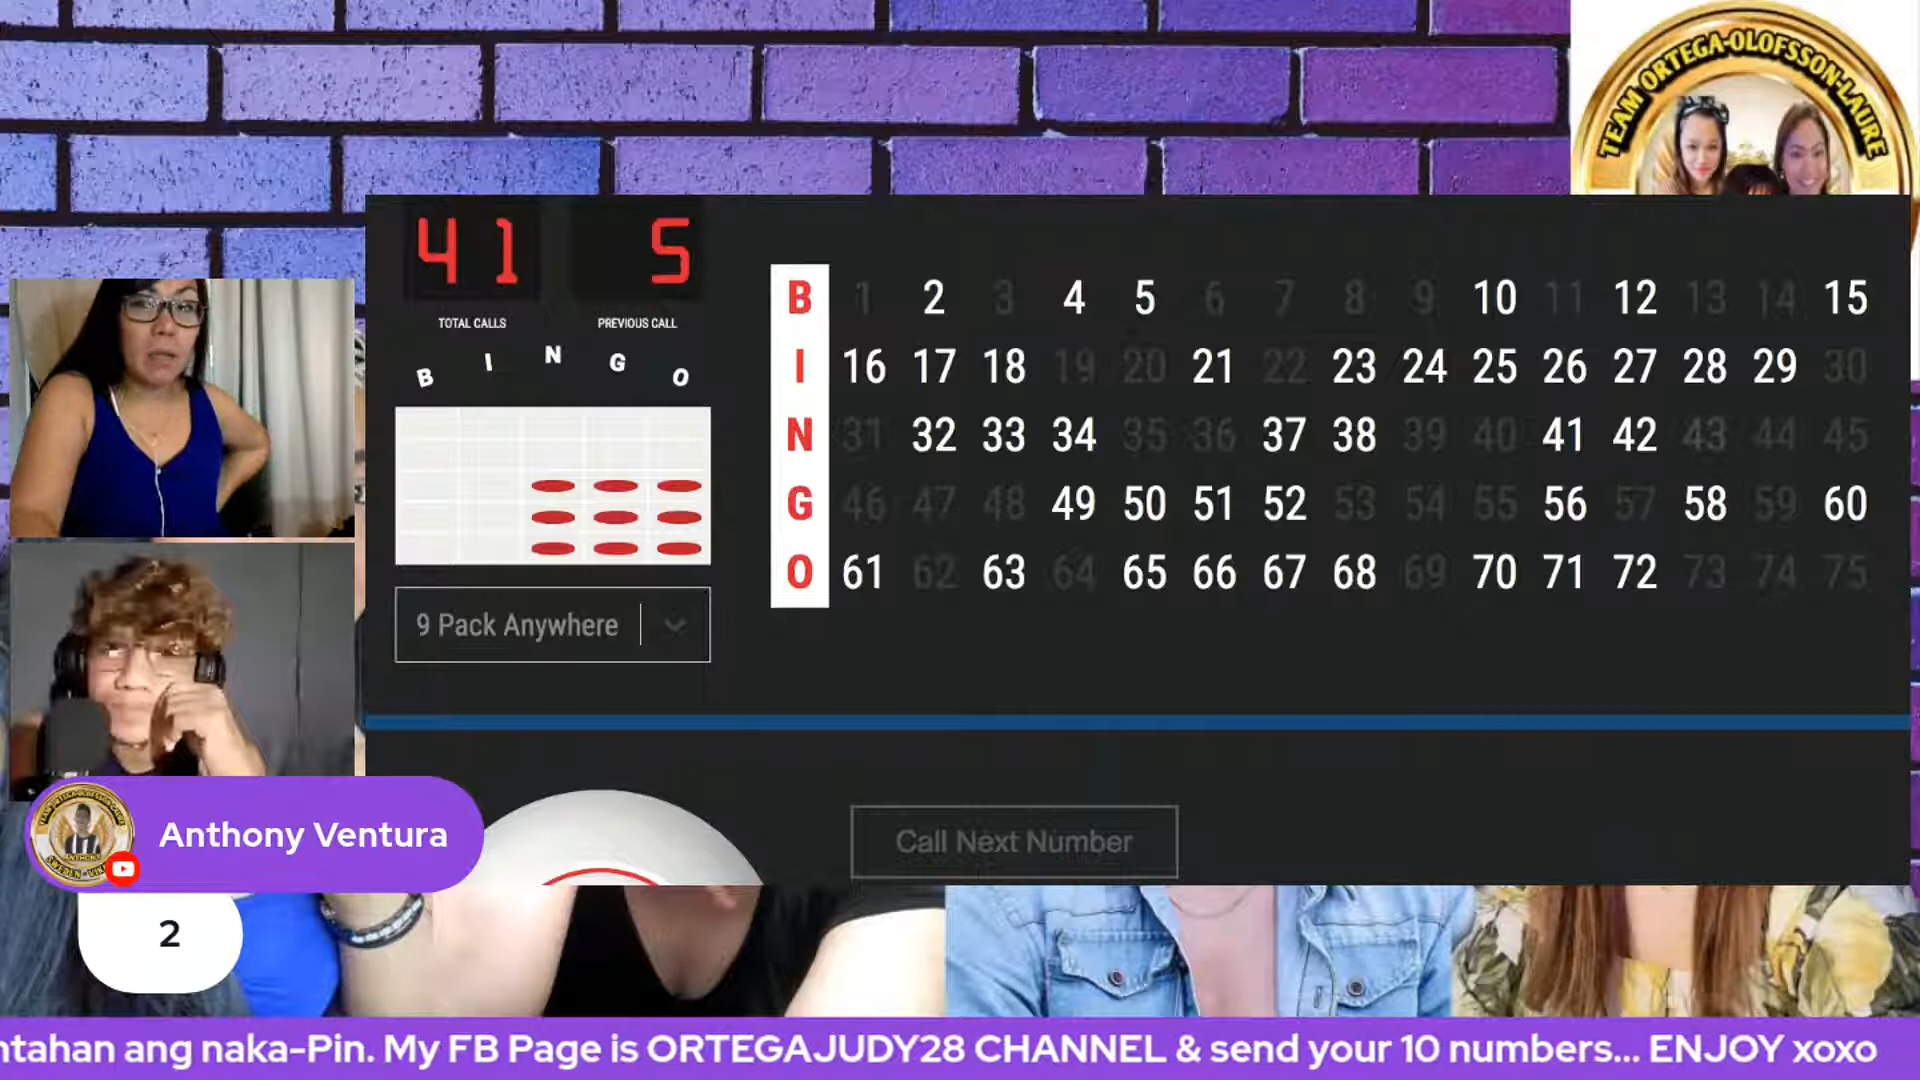 TEAM ORTEGA-OLOFSSON-LAURE
41 5
TOTAL CALLS PREVIOUS CALL
B I N G O
9 Pack Anywhere
B 1 2 3 4 5 6 7 8 9 10 11 12 13 14 15
I 16 17 18 19 20 21 22 23 24 25 26 27 28 29 30
N 31 32 33 34 35 36 37 38 39 40 41 42 43 44 45
G 46 47 48 49 50 51 52 53 54 55 56 57 58 59 60
O 61 62 63 64 65 66 67 68 69 70 71 72 73 74 75
Call Next Number
Anthony Ventura
2
ntahan ang naka-Pin. My FB Page is ORTEGAJUDY28 CHANNEL & send your 10 numbers... ENJOY xoxo